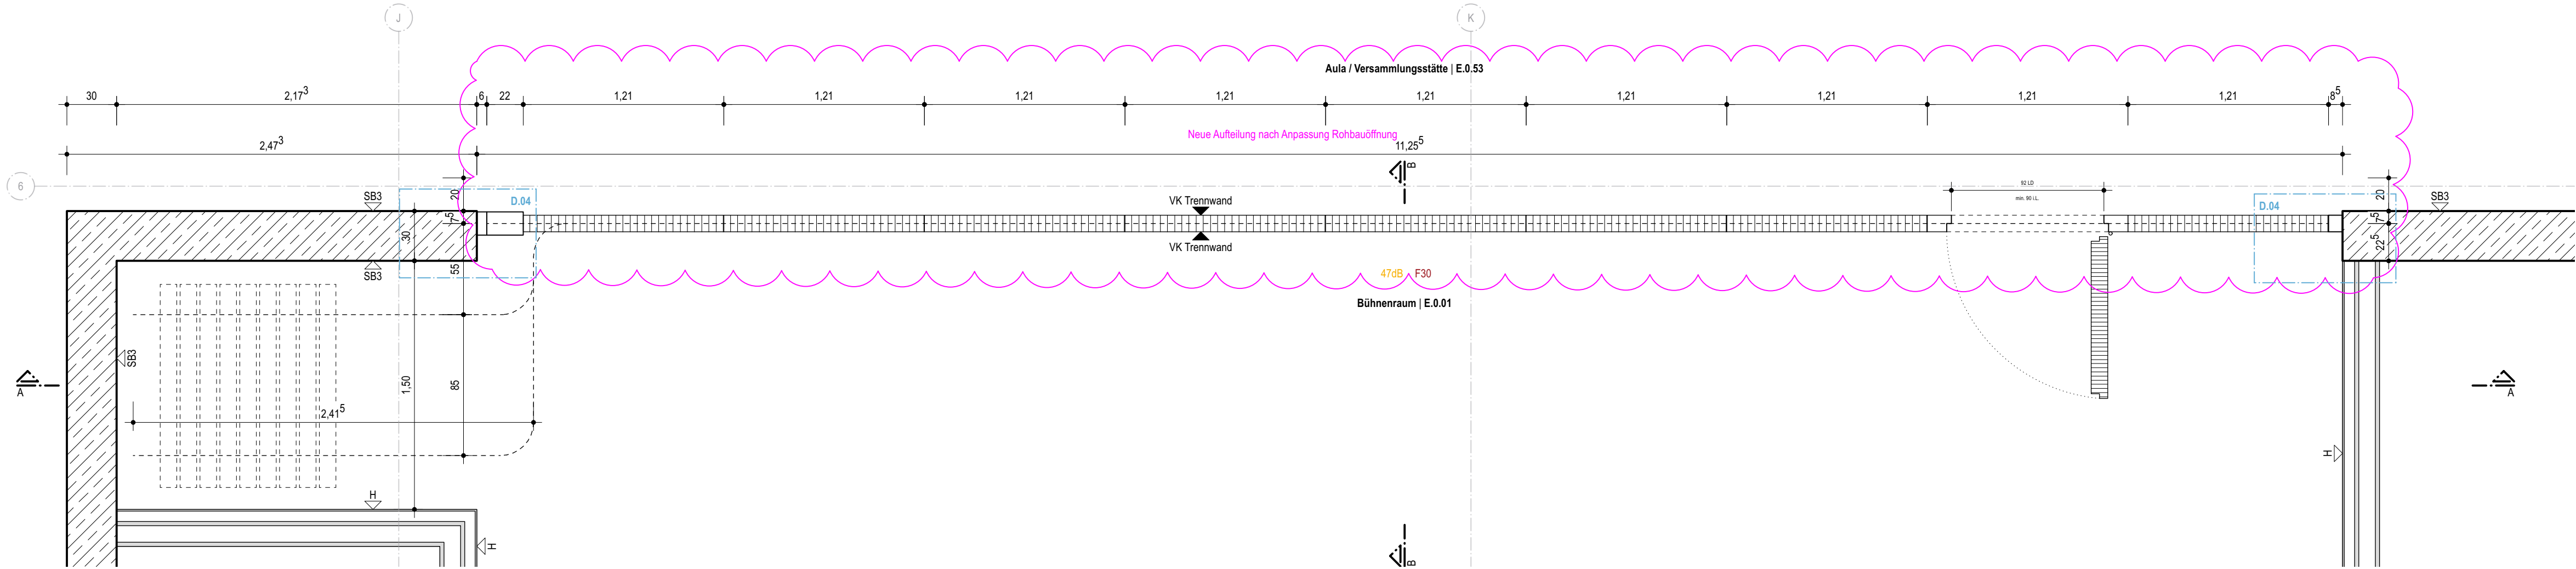 J
K
Aula / Versammlungsstätte | E.0.53
30
2,17³
6
22
1,21
1,21
1,21
1,21
1,21
1,21
1,21
1,21
1,21
8⁵
Neue Aufteilung nach Anpassung Rohbauöffnung
2,47³
11,25⁵
B
6
SB3
20
D.04
VK Trennwand
92 LD
min. 90 i.L.
20
SB3
D.04
7⁵
30
7⁵
22⁵
VK Trennwand
SB3
55
47dB
F30
Bühnenraum | E.0.01
SB3
A
1,50
85
A
2,41⁵
H
H
H
B